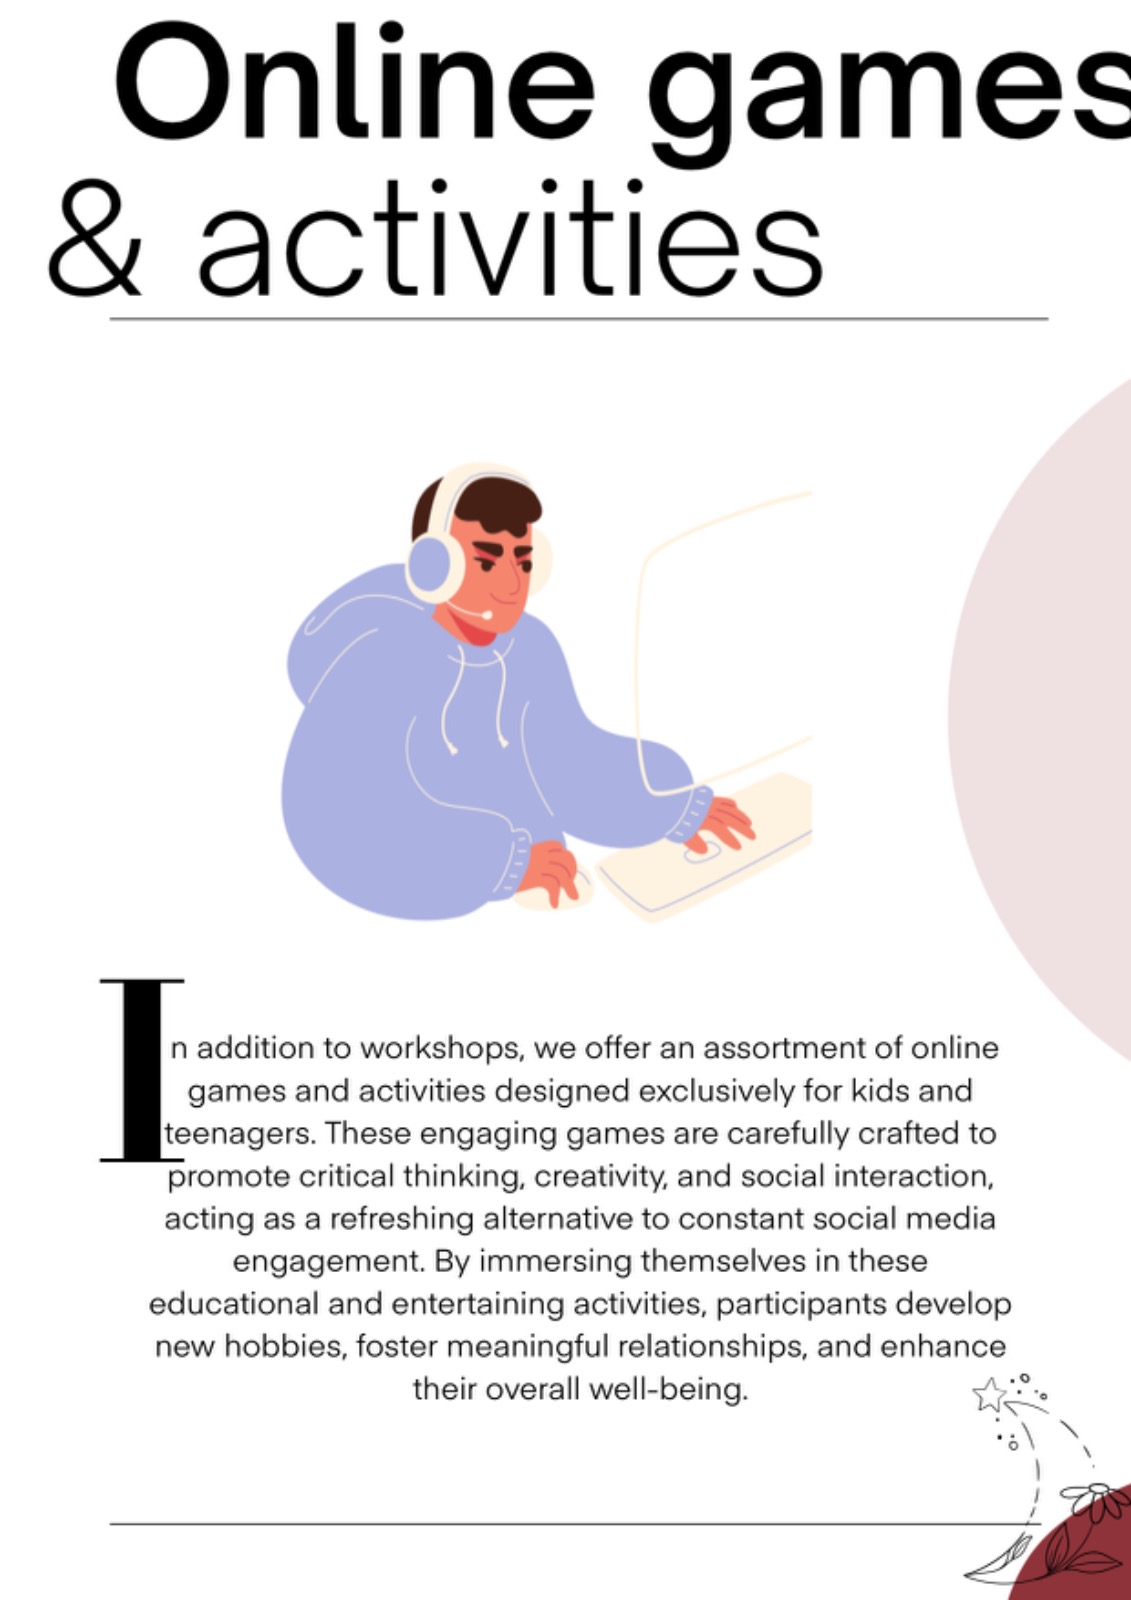 Online games
& activities
In addition to workshops, we offer an assortment of online
games and activities designed exclusively for kids and
teenagers. These engaging games are carefully crafted to
promote critical thinking, creativity, and social interaction,
acting as a refreshing alternative to constant social media
engagement. By immersing themselves in these
educational and entertaining activities, participants develop
new hobbies, foster meaningful relationships, and enhance
their overall well-being.